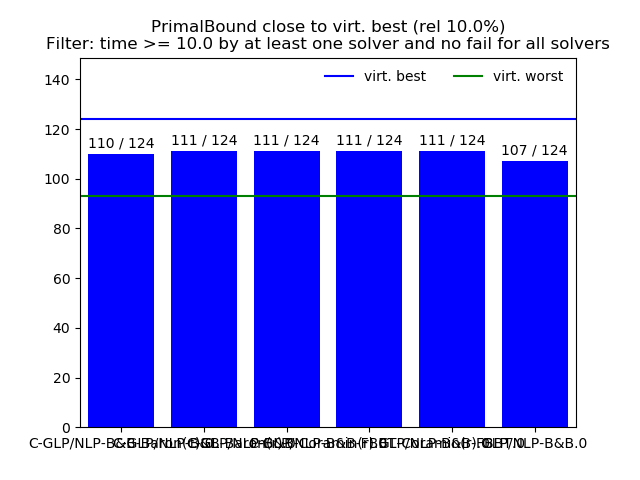 PrimalBound close to virt. best (rel 10.0%)
Filter: time >= 10.0 by at least one solver and no fail for all solvers
virt. best
virt. worst
140
120
100
80
60
40
20
0
110 / 124
111 / 124
111 / 124
111 / 124
111 / 124
107 / 124
C-GLP/NLP-B&B
NLP-B&B.0